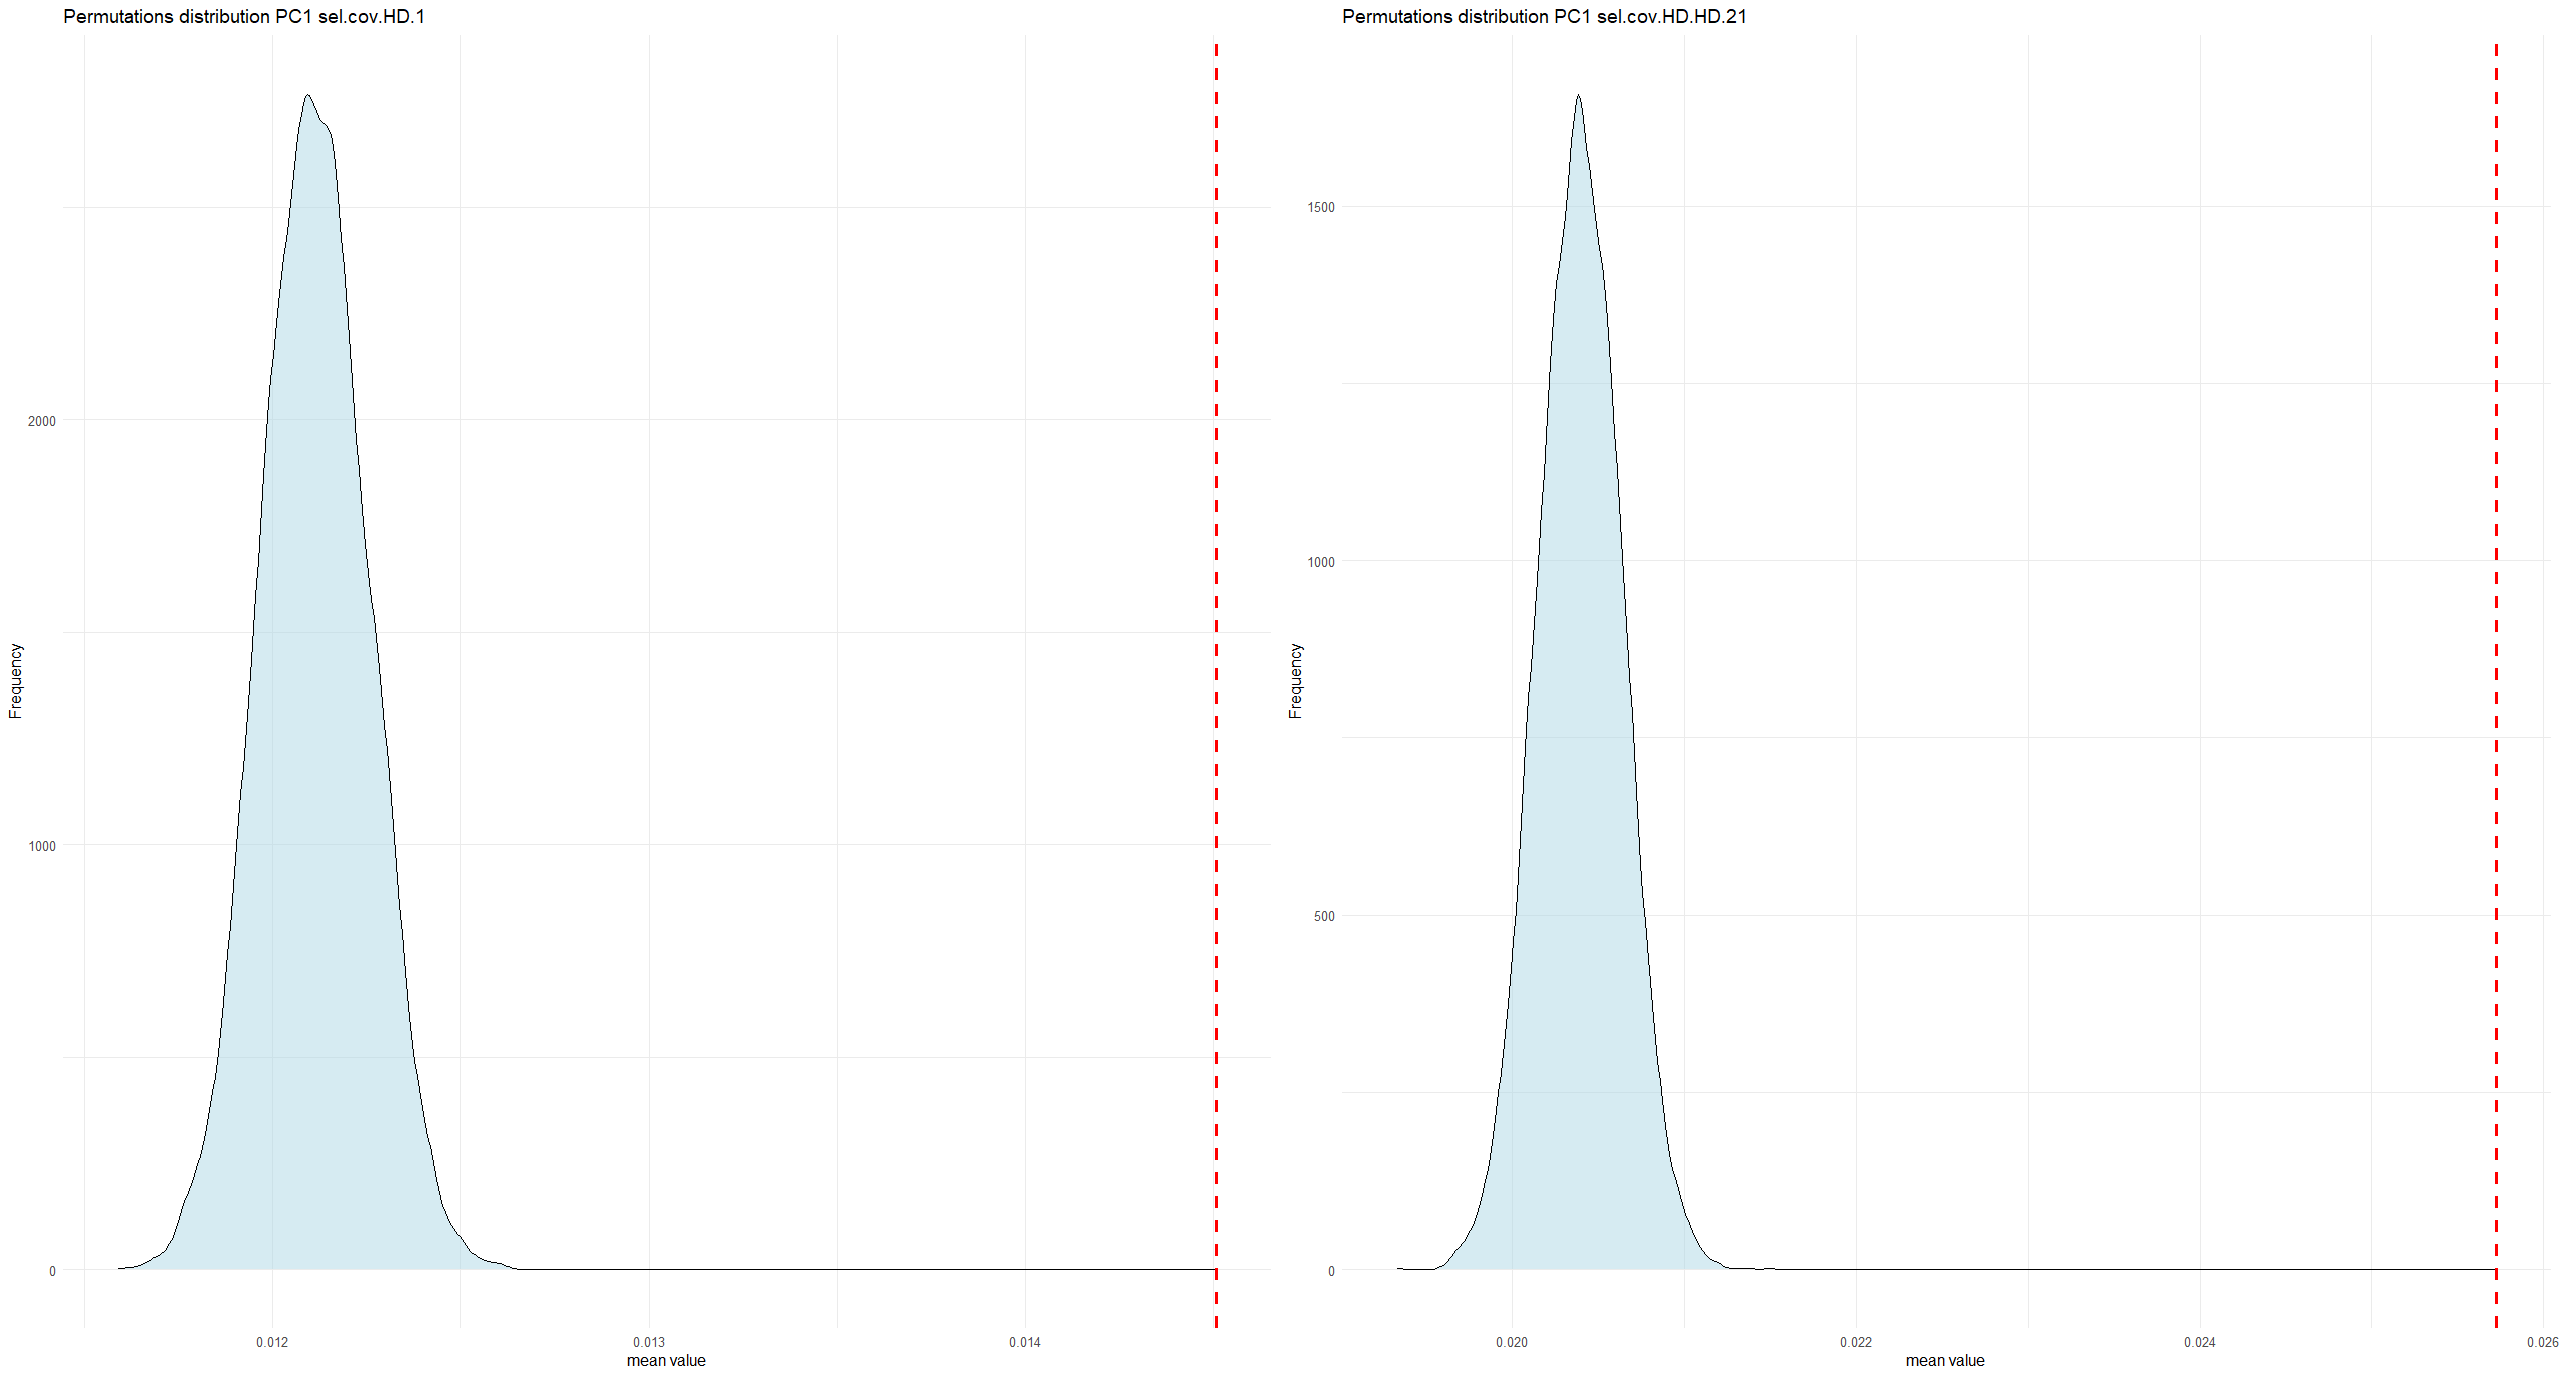 Permutations distribution PC1 sel.cov.HD.1
2000
1000
0
Frequency
0.012 0.013 0.014
mean value
Permutations distribution PC1 sel.cov.HD.HD.21
1500
1000
500
0
Frequency
0.020 0.022 0.024 0.026
mean value